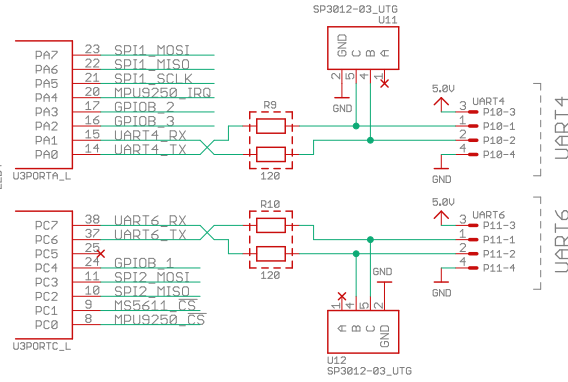 SP3012-03_UTG
U11
GND C B A
2 5 4 1
GND
PA7 23 SPI1_MOSI
PA6 22 SPI1_MISO
PA5 21 SPI1_SCLK
PA4 20 MPU9250_IRQ
PA3 17 GPIOB_2
PA2 16 GPIOB_3
PA1 15 UART4_RX
PA0 14 UART4_TX
U3PORTA_L
R9
120
5.0V
UART4
3 P10-3
1 P10-1
2 P10-2
4 P10-4
GND
UART4
PC7 38 UART6_RX
PC6 37 UART6_TX
PC5 25
PC4 24 GPIOB_1
PC3 11 SPI2_MOSI
PC2 10 SPI2_MISO
PC1 9 MS5611_CS
PC0 8 MPU9250_CS
U3PORTC_L
R10
120
5.0V
UART6
3 P11-3
1 P11-1
2 P11-2
4 P11-4
GND
UART6
GND
1 4 5 2
A B C GND
U12
SP3012-03_UTG